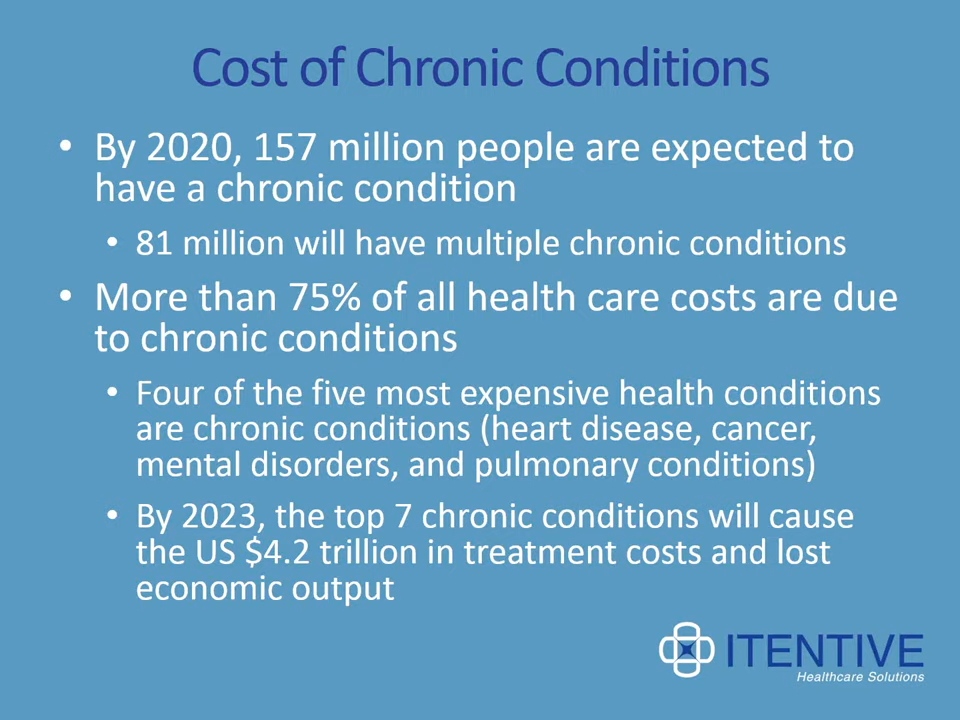 Cost of Chronic Conditions
• By 2020, 157 million people are expected to
have a chronic condition
• 81 million will have multiple chronic conditions
• More than 75% of all health care costs are due
to chronic conditions
• Four of the five most expensive health conditions
are chronic conditions (heart disease, cancer,
mental disorders, and pulmonary conditions)
• By 2023, the top 7 chronic conditions will cause
the US $4.2 trillion in treatment costs and lost
economic output
ITENTIVE
Healthcare Solutions